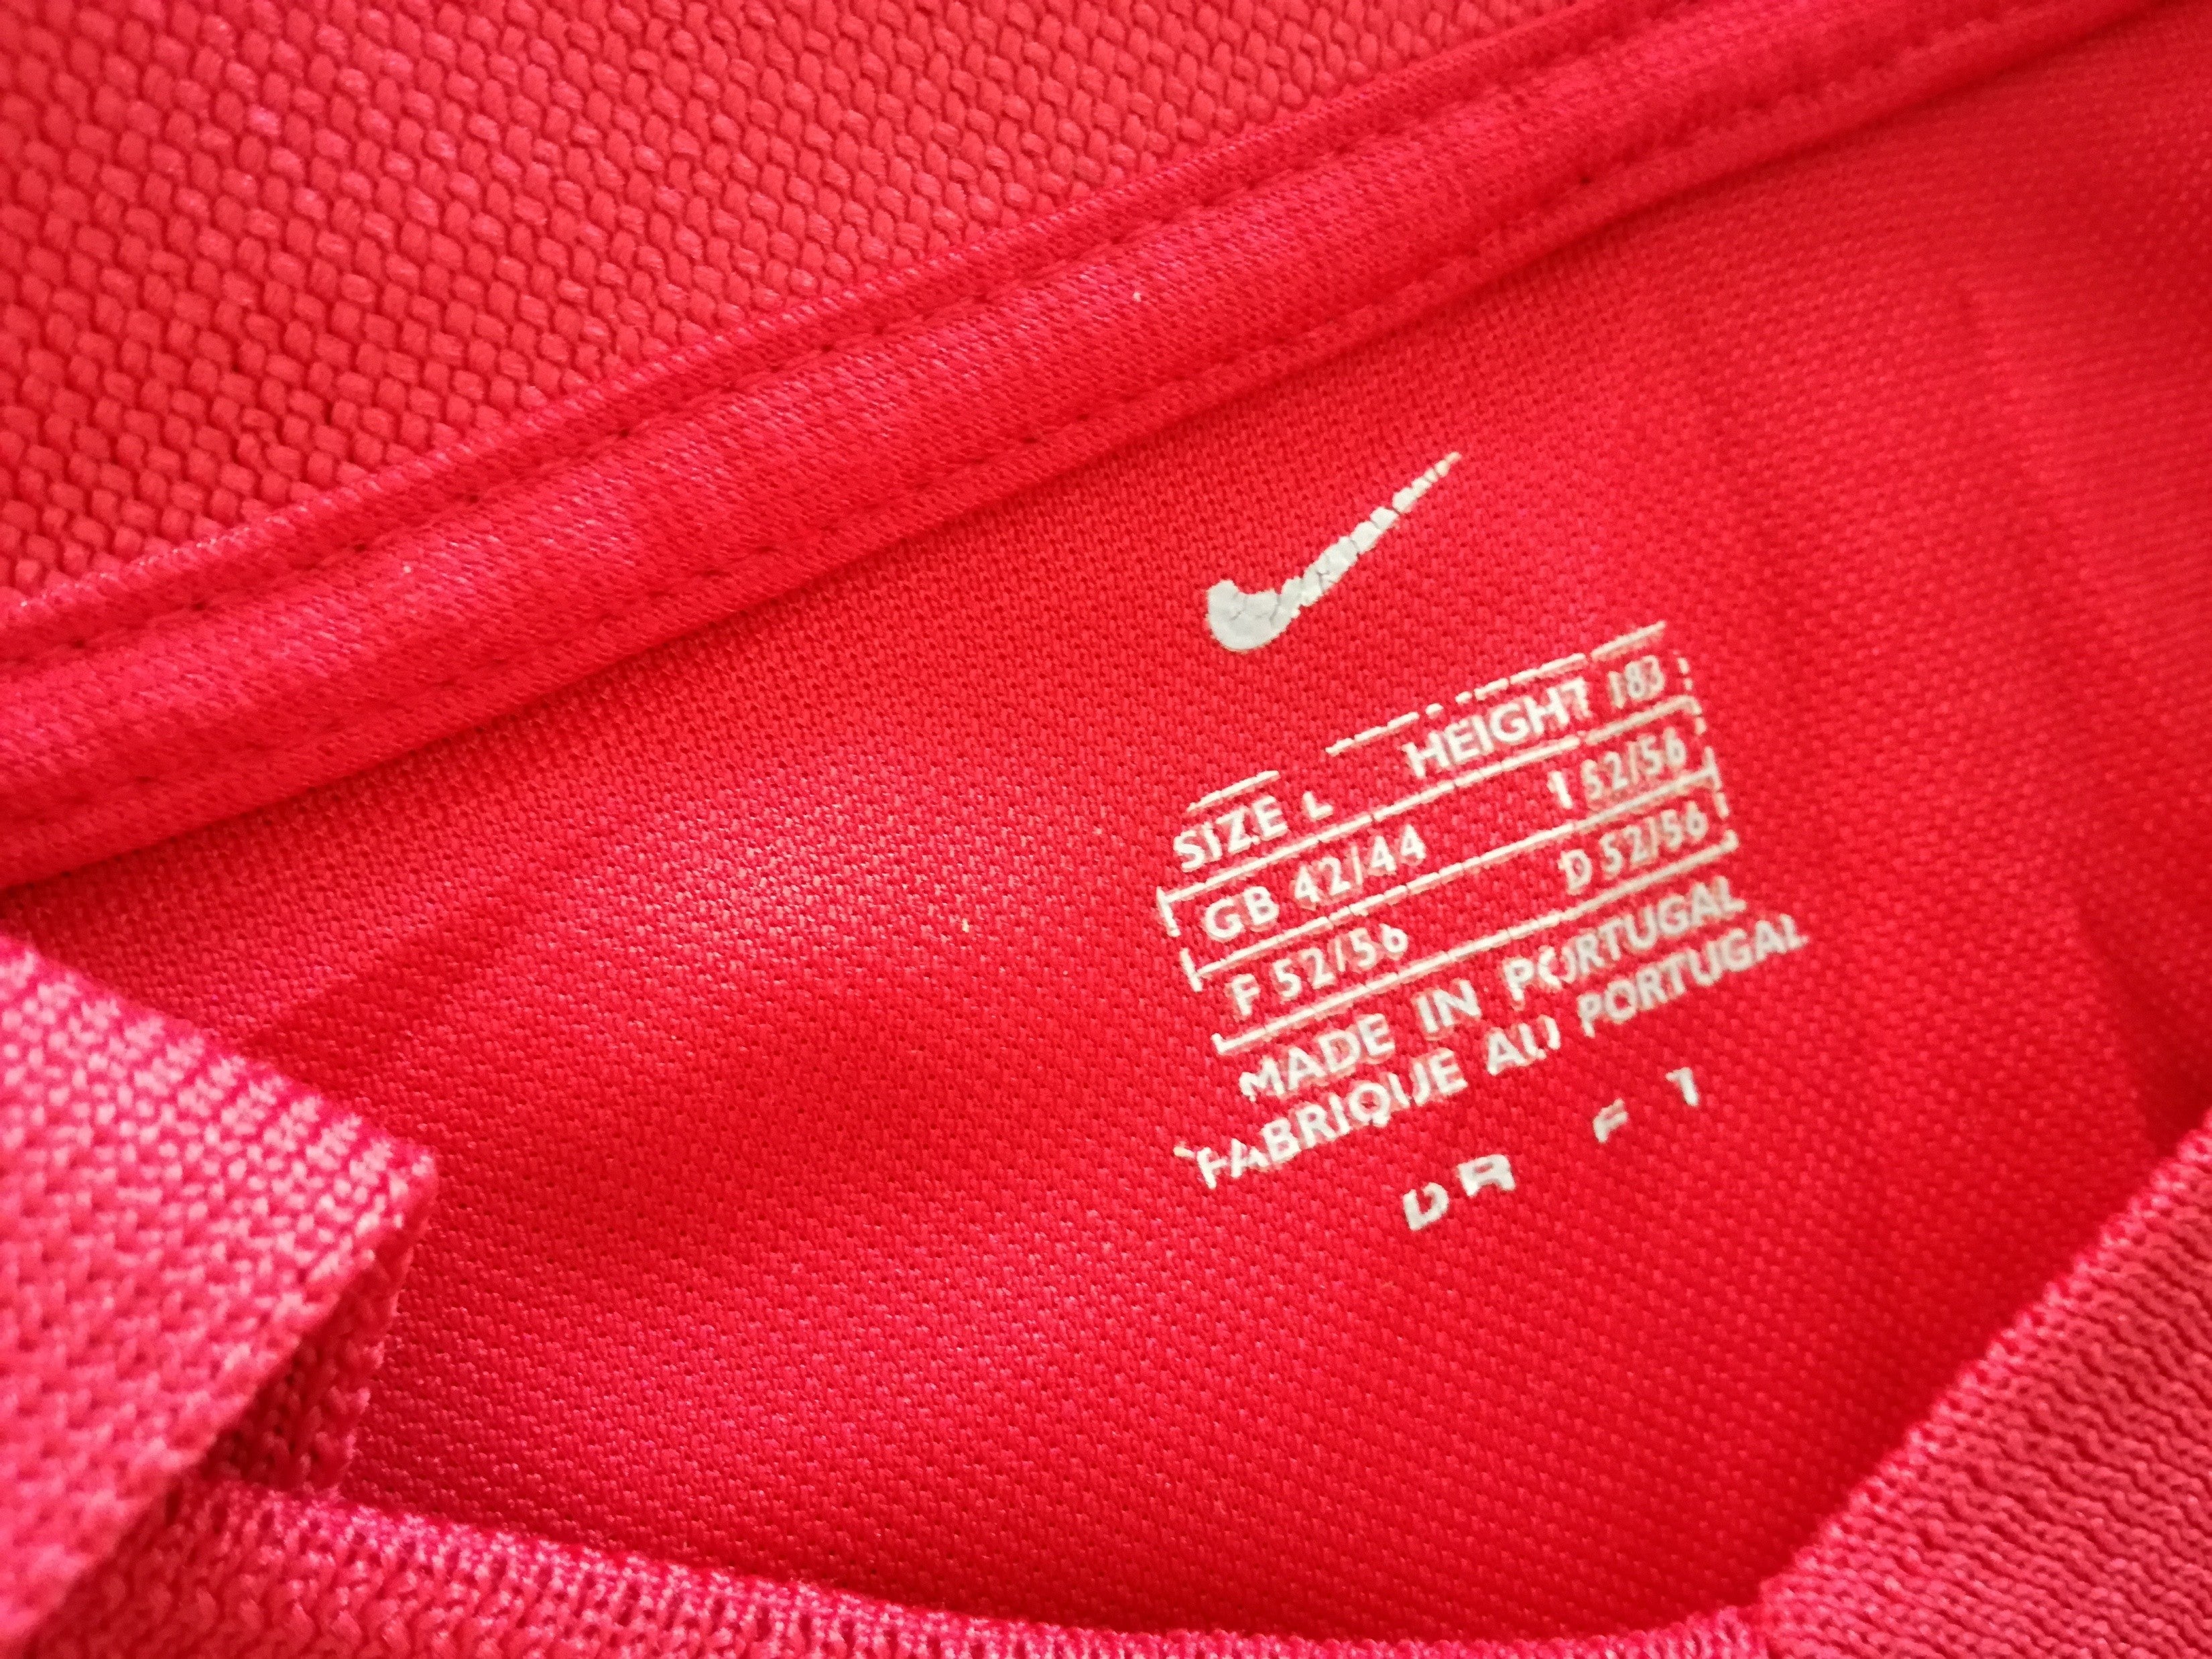 SIZE L HEIGHT 183
GB 42/44 I 52/56
F 52/56 D 52/56
MADE IN PORTUGAL
FABRIQUE AU PORTUGAL